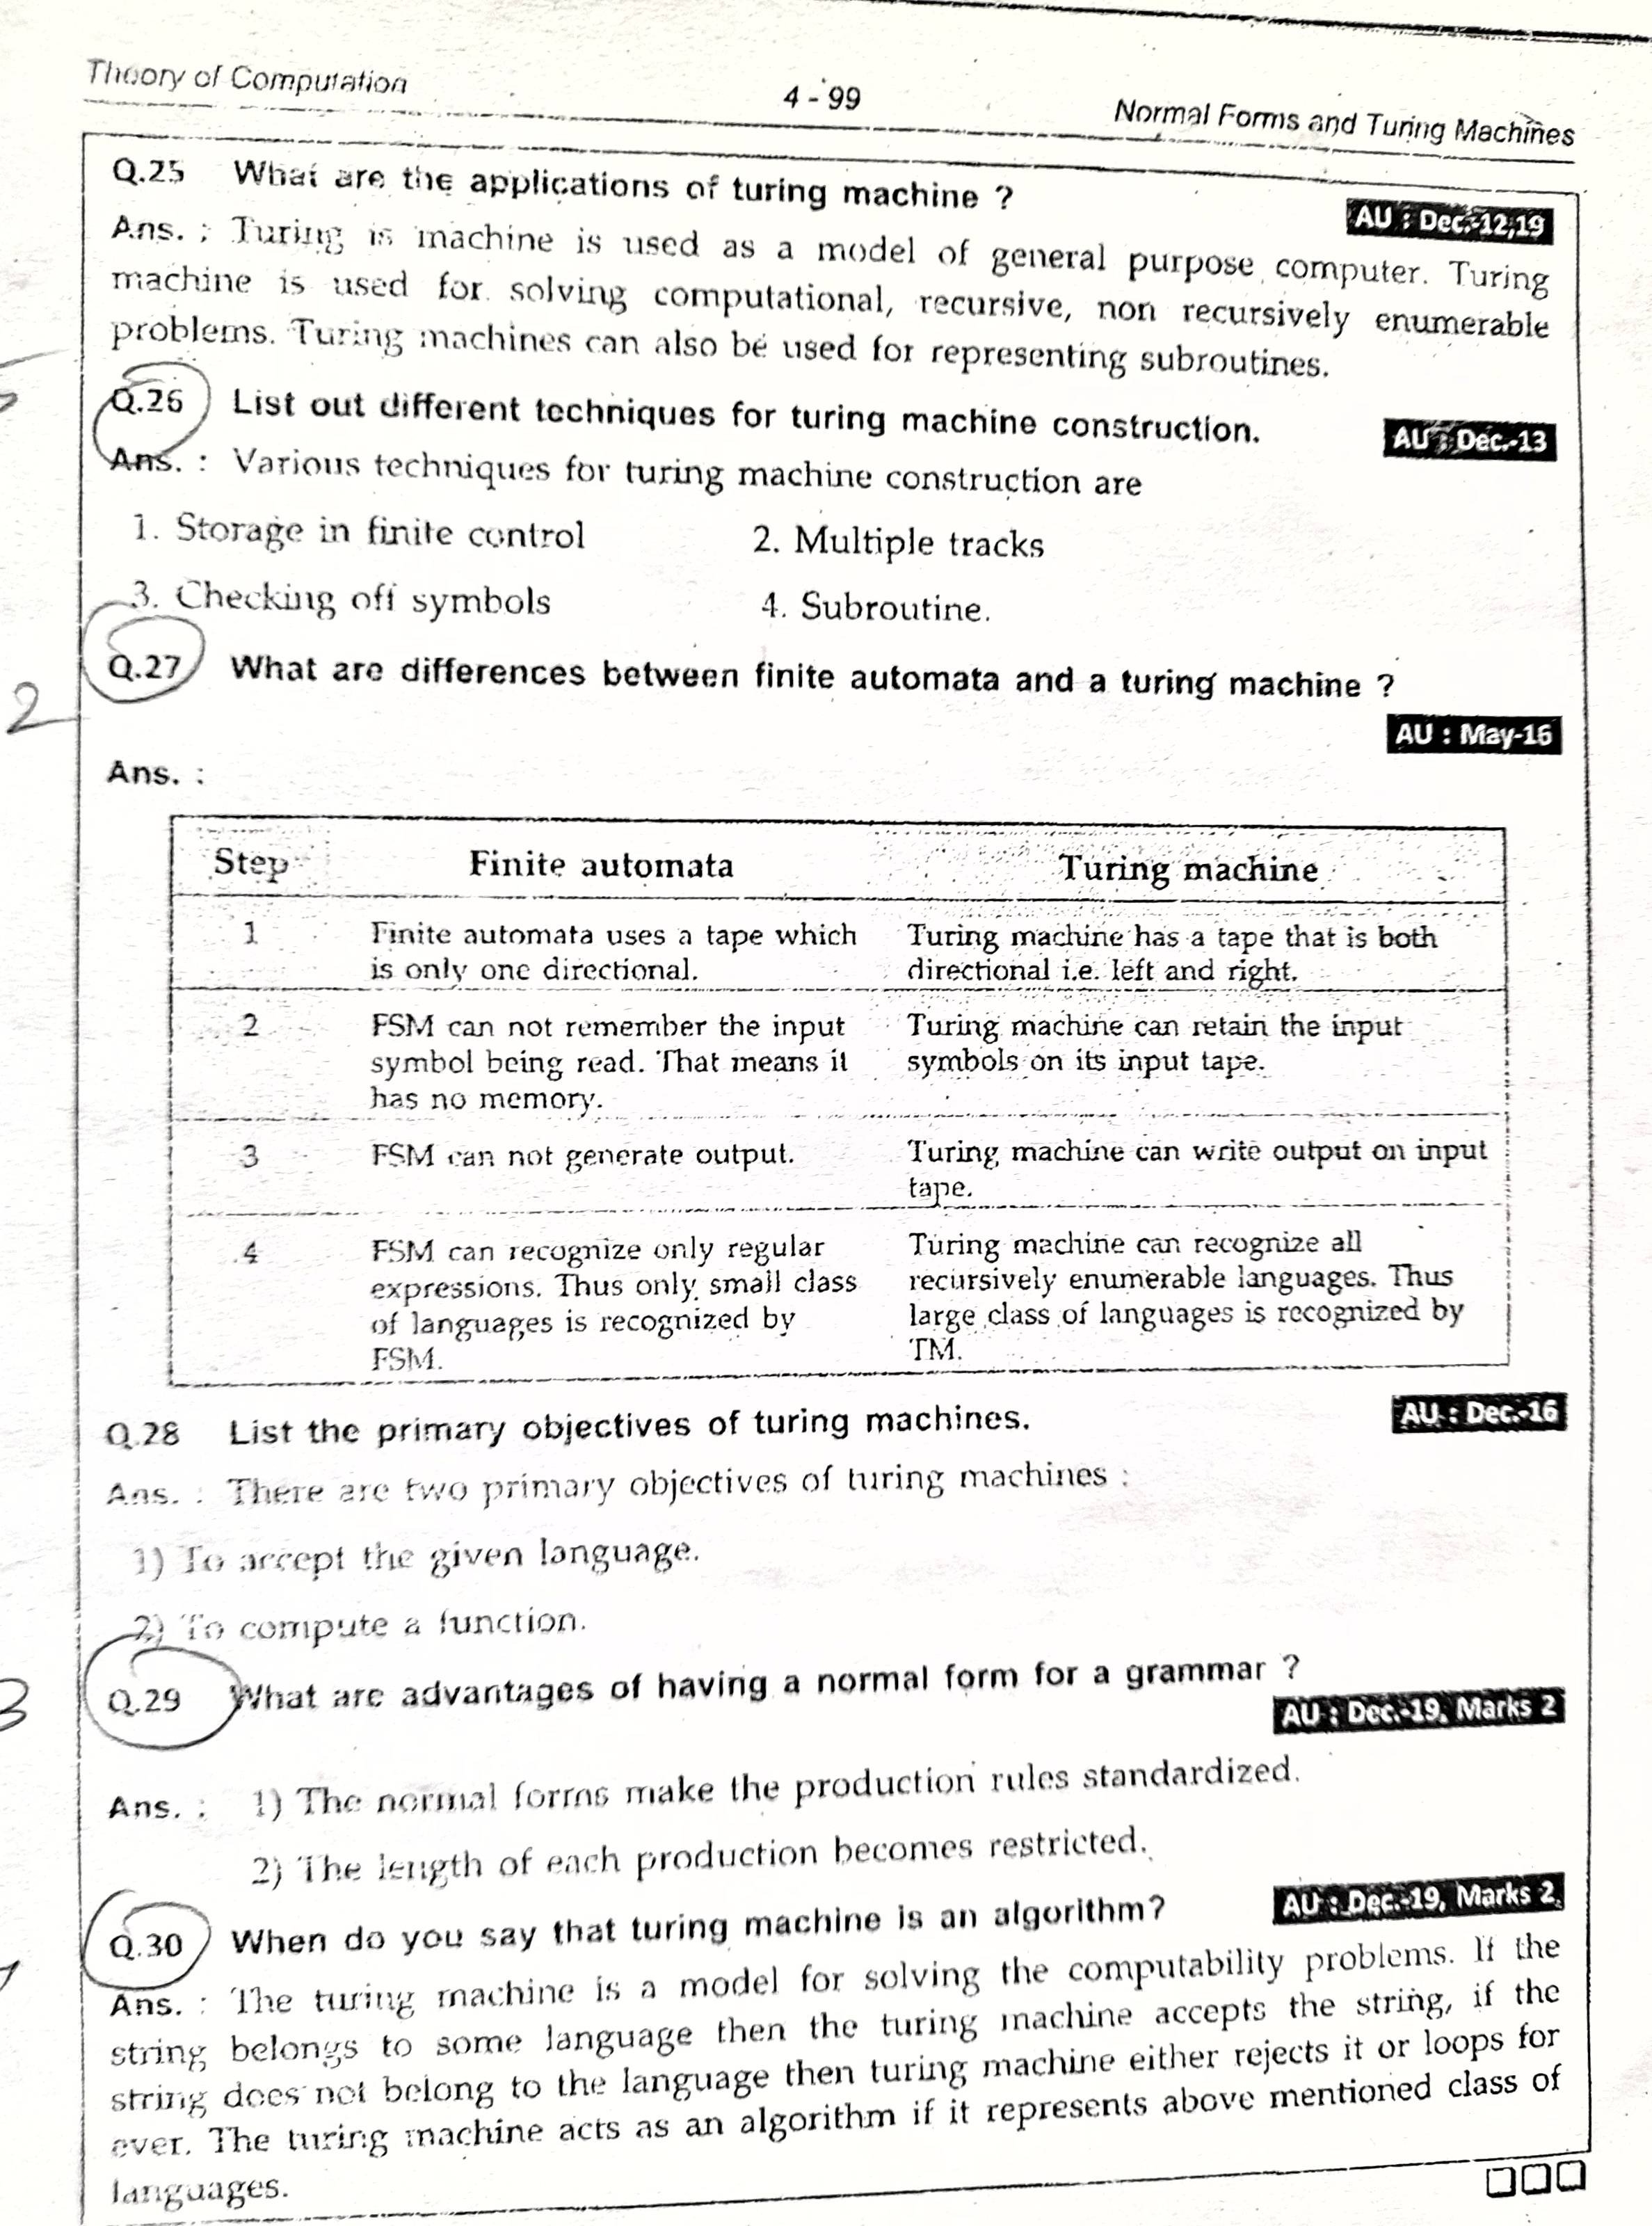 Theory of Computation
4 - 99
Normal Forms and Turing Machines
Q.25 What are the applications of turing machine ?
AU : Dec.-12,19
Ans. : Turing is machine is used as a model of general purpose computer. Turing
machine is used for solving computational, recursive, non recursively enumerable
problems. Turing machines can also be used for representing subroutines.
Q.26 List out different techniques for turing machine construction.
AU : Dec.-13
Ans. : Various techniques for turing machine construction are
1. Storage in finite control 2. Multiple tracks
3. Checking off symbols 4. Subroutine.
Q.27 What are differences between finite automata and a turing machine ?
2
AU : May-16
Ans. :
Step Finite automata Turing machine
1 Finite automata uses a tape which Turing machine has a tape that is both
is only one directional. directional i.e. left and right.
2 FSM can not remember the input Turing machine can retain the input
symbol being read. That means it symbols on its input tape.
has no memory.
3 FSM can not generate output. Turing machine can write output on input
tape.
4 FSM can recognize only regular Turing machine can recognize all
expressions. Thus only small class recursively enumerable languages. Thus
of languages is recognized by large class of languages is recognized by
FSM. TM.
Q.28 List the primary objectives of turing machines.
AU : Dec.-16
Ans. : There are two primary objectives of turing machines :
1) To accept the given language.
2) To compute a function.
3
Q.29 What are advantages of having a normal form for a grammar ?
AU : Dec.-19, Marks 2
Ans. : 1) The normal forms make the production rules standardized.
2) The length of each production becomes restricted.
Q.30 When do you say that turing machine is an algorithm?
AU : Dec.-19, Marks 2
Ans. : The turing machine is a model for solving the computability problems. If the
string belongs to some language then the turing machine accepts the string, if the
string does not belong to the language then turing machine either rejects it or loops for
ever. The turing machine acts as an algorithm if it represents above mentioned class of
languages.